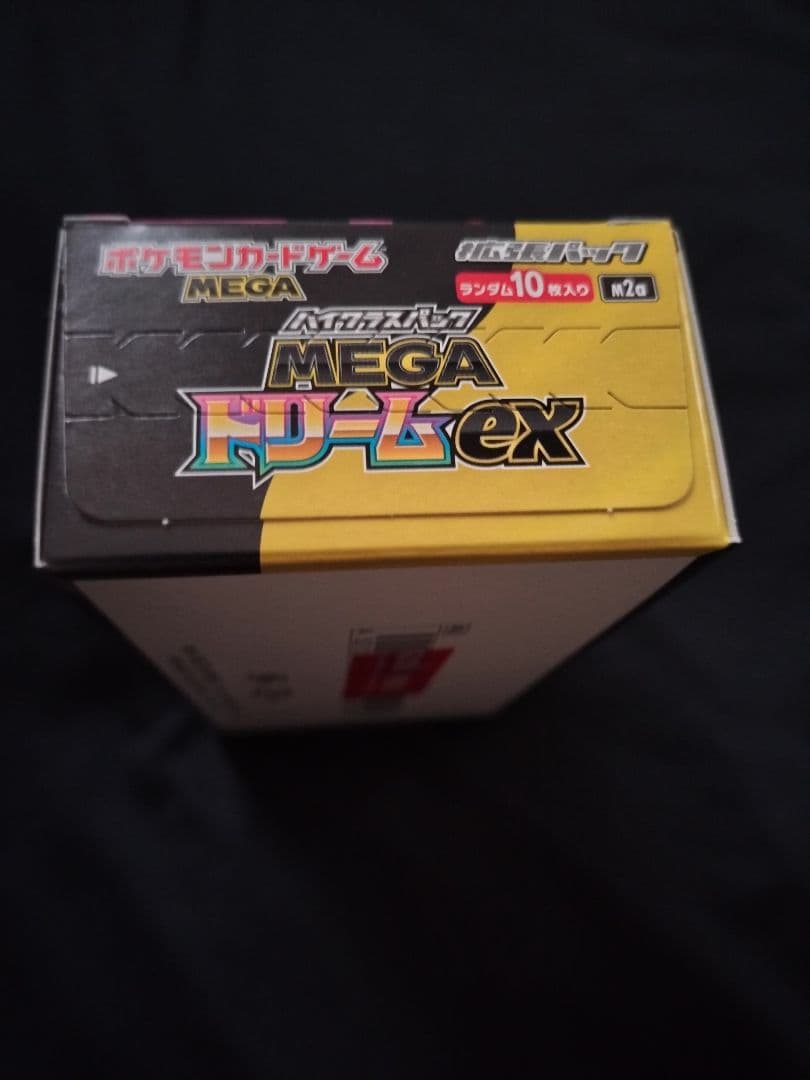 ポケモンカードゲーム
MEGA
拡張パック
ランダム10枚入り M2a
ハイクラスパック
MEGA
ドリームex